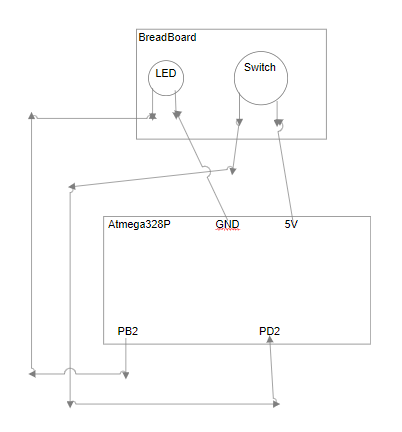 BreadBoard
LED
Switch
Atmega328P
GND
5V
PB2
PD2